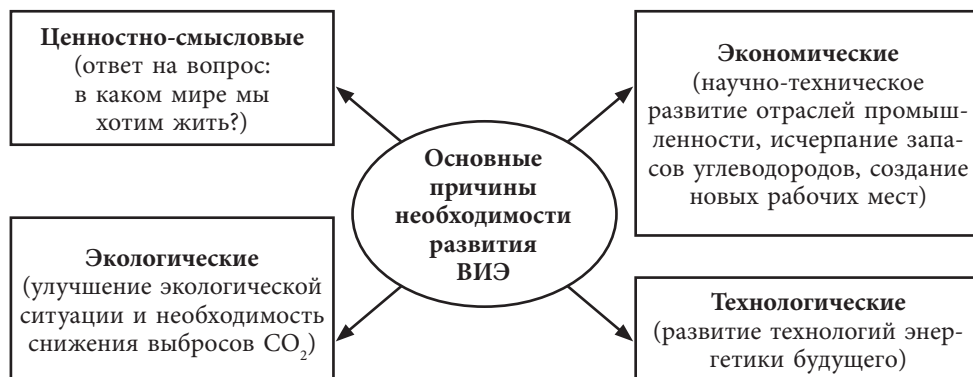 Ценностно-смысловые
(ответ на вопрос:
в каком мире мы
хотим жить?)
Экономические
(научно-техническое
развитие отраслей промыш-
ленности, исчерпание запа-
сов углеводородов, создание
новых рабочих мест)
Основные
причины
необходимости
развития
ВИЭ
Экологические
(улучшение экологической
ситуации и необходимость
снижения выбросов CO₂)
Технологические
(развитие технологий энер-
гетики будущего)